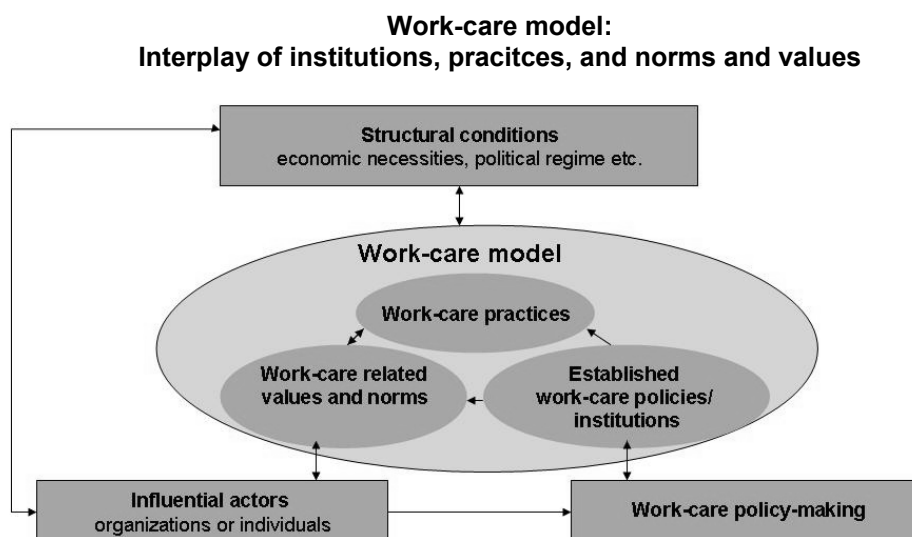 Work-care model:
Interplay of institutions, pracitces, and norms and values
Structural conditions
economic necessities, political regime etc.
Work-care model
Work-care practices
Work-care related
values and norms
Established
work-care policies/
institutions
Influential actors
organizations or individuals
Work-care policy-making